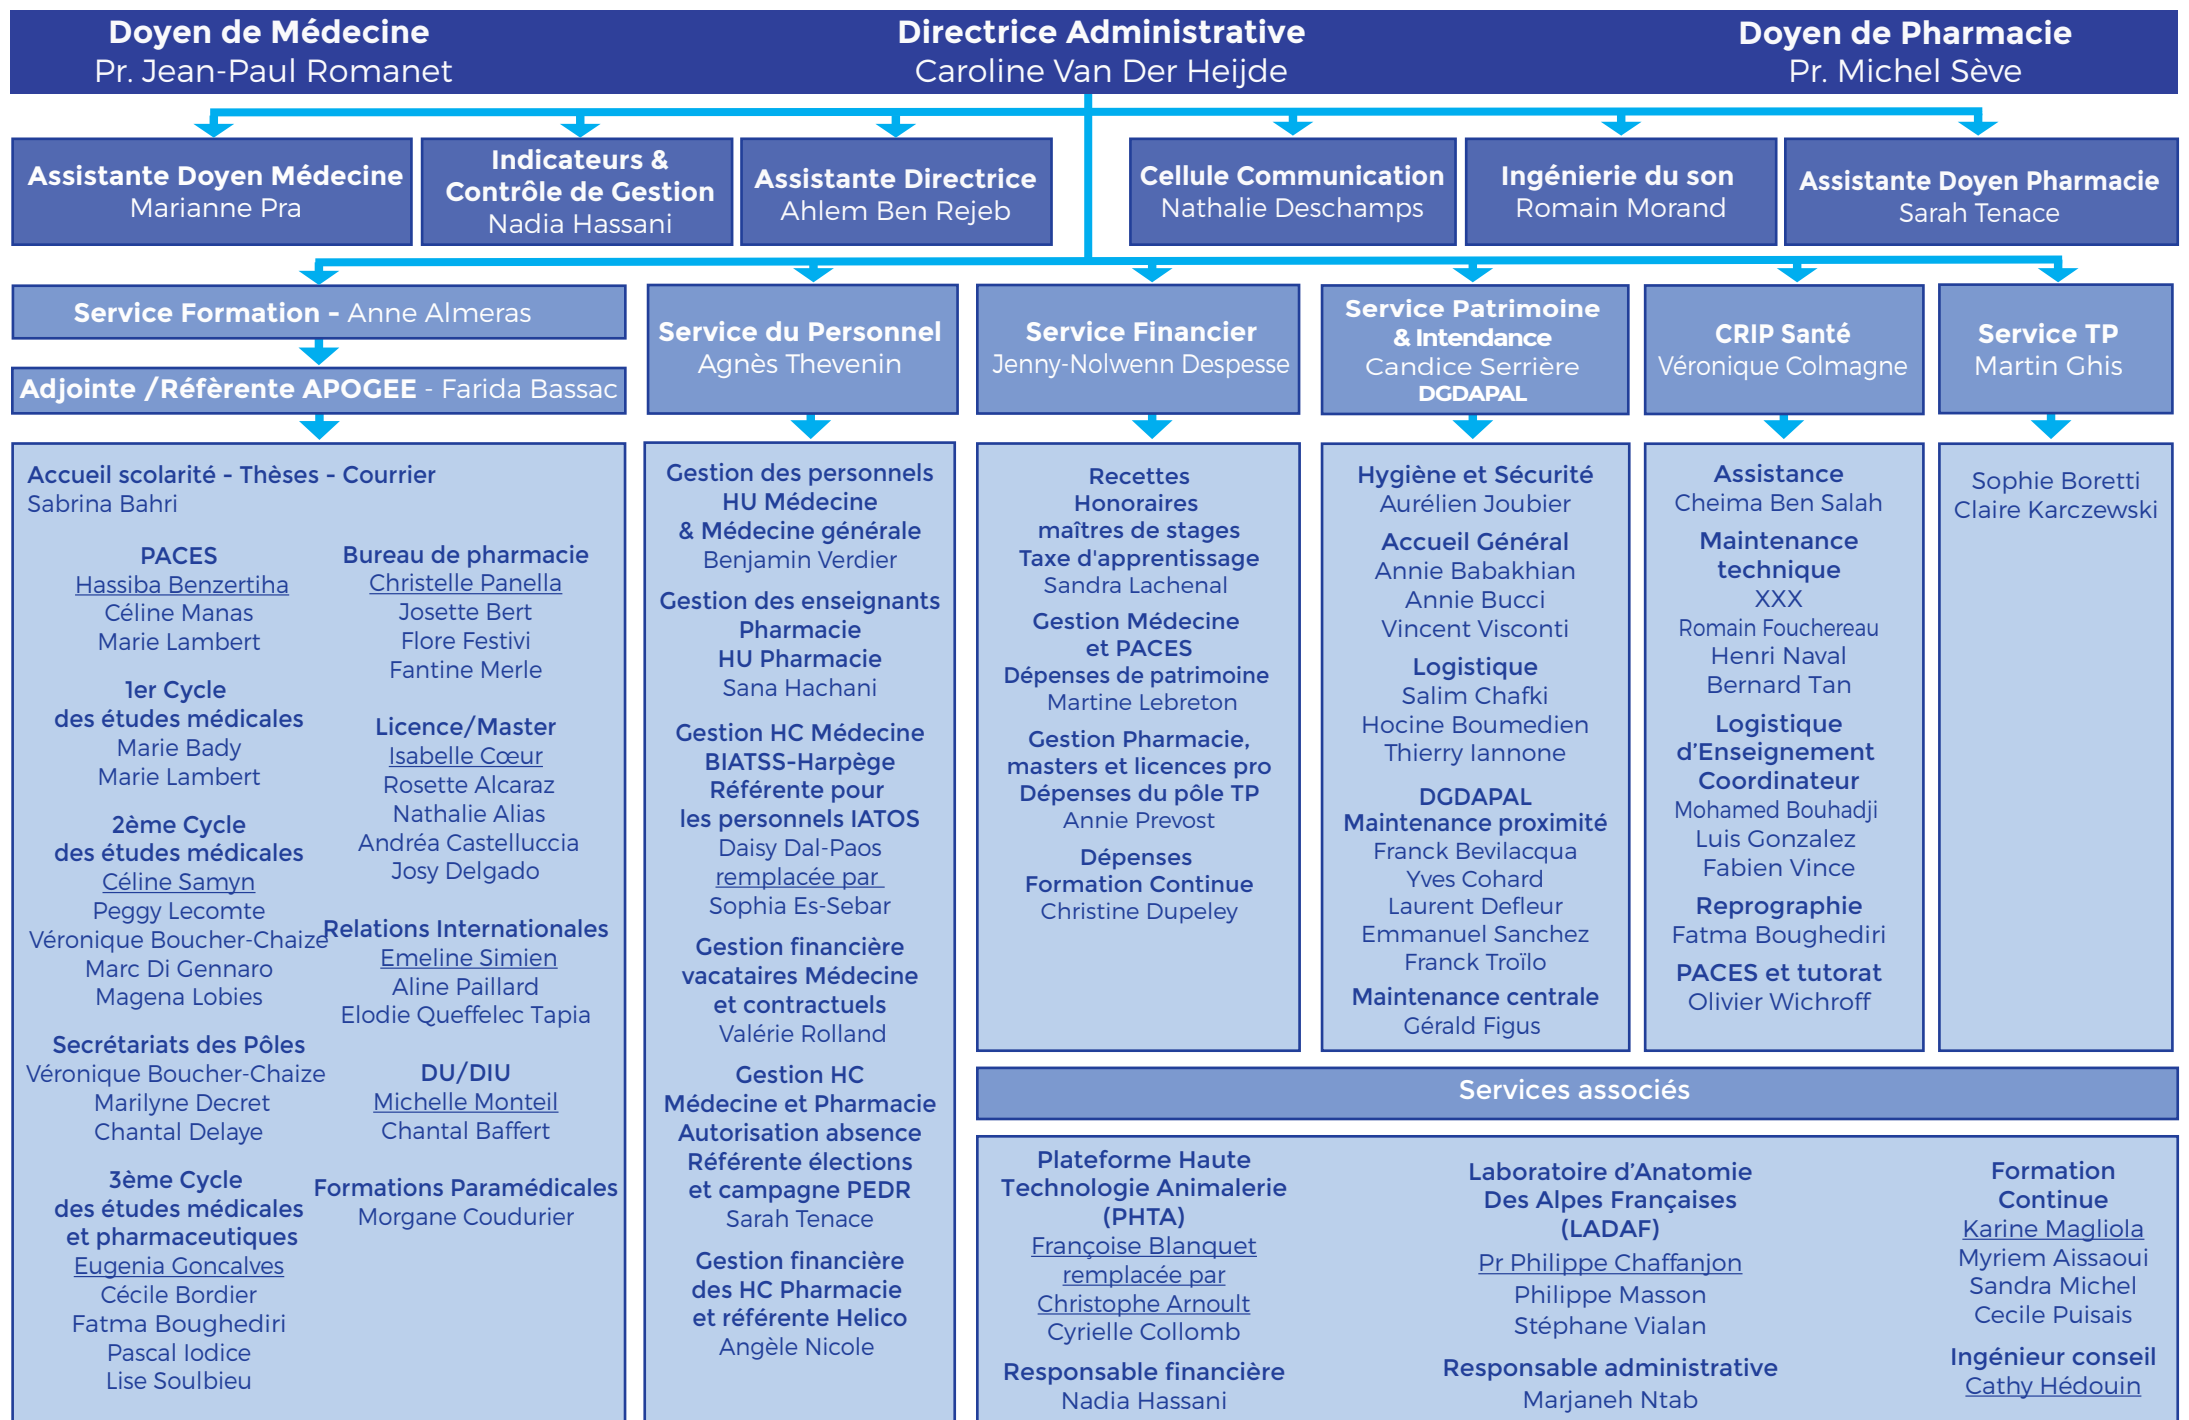 Doyen de Médecine
Pr. Jean-Paul Romanet
Directrice Administrative
Caroline Van Der Heijde
Doyen de Pharmacie
Pr. Michel Sève
Assistante Doyen Médecine
Marianne Pra
Indicateurs &
Contrôle de Gestion
Nadia Hassani
Assistante Directrice
Ahlem Ben Rejeb
Cellule Communication
Nathalie Deschamps
Ingénierie du son
Romain Morand
Assistante Doyen Pharmacie
Sarah Tenace
Service Formation - Anne Almeras
Adjointe /Réfèrente APOGEE - Farida Bassac
Service du Personnel
Agnès Thevenin
Service Financier
Jenny-Nolwenn Despesse
Service Patrimoine
& Intendance
Candice Serrière
DGDAPAL
CRIP Santé
Véronique Colmagne
Service TP
Martin Ghis
Accueil scolarité - Thèses - Courrier
Sabrina Bahri
PACES
Hassiba Benzertiha
Céline Manas
Marie Lambert
1er Cycle
des études médicales
Marie Bady
Marie Lambert
2ème Cycle
des études médicales
Céline Samyn
Peggy Lecomte
Véronique Boucher-Chaize
Marc Di Gennaro
Magena Lobies
Secrétariats des Pôles
Véronique Boucher-Chaize
Marilyne Decret
Chantal Delaye
3ème Cycle
des études médicales
et pharmaceutiques
Eugenia Goncalves
Cécile Bordier
Fatma Boughediri
Pascal Iodice
Lise Soulbieu
Bureau de pharmacie
Christelle Panella
Josette Bert
Flore Festivi
Fantine Merle
Licence/Master
Isabelle Cœur
Rosette Alcaraz
Nathalie Alias
Andréa Castelluccia
Josy Delgado
Relations Internationales
Emeline Simien
Aline Paillard
Elodie Queffelec Tapia
DU/DIU
Michelle Monteil
Chantal Baffert
Formations Paramédicales
Morgane Coudurier
Gestion des personnels
HU Médecine
& Médecine générale
Benjamin Verdier
Gestion des enseignants
Pharmacie
HU Pharmacie
Sana Hachani
Gestion HC Médecine
BIATSS-Harpège
Référente pour
les personnels IATOS
Daisy Dal-Paos
remplacée par
Sophia Es-Sebar
Gestion financière
vacataires Médecine
et contractuels
Valérie Rolland
Gestion HC
Médecine et Pharmacie
Autorisation absence
Référente élections
et campagne PEDR
Sarah Tenace
Gestion financière
des HC Pharmacie
et référente Helico
Angèle Nicole
Recettes
Honoraires
maîtres de stages
Taxe d'apprentissage
Sandra Lachenal
Gestion Médecine
et PACES
Dépenses de patrimoine
Martine Lebreton
Gestion Pharmacie,
masters et licences pro
Dépenses du pôle TP
Annie Prevost
Dépenses
Formation Continue
Christine Dupeley
Hygiène et Sécurité
Aurélien Joubier
Accueil Général
Annie Babakhian
Annie Bucci
Vincent Visconti
Logistique
Salim Chafki
Hocine Boumedien
Thierry Iannone
DGDAPAL
Maintenance proximité
Franck Bevilacqua
Yves Cohard
Laurent Defleur
Emmanuel Sanchez
Franck Troïlo
Maintenance centrale
Gérald Figus
Assistance
Cheima Ben Salah
Maintenance
technique
XXX
Romain Fouchereau
Henri Naval
Bernard Tan
Logistique
d’Enseignement
Coordinateur
Mohamed Bouhadji
Luis Gonzalez
Fabien Vince
Reprographie
Fatma Boughediri
PACES et tutorat
Olivier Wichroff
Sophie Boretti
Claire Karczewski
Services associés
Plateforme Haute
Technologie Animalerie
(PHTA)
Françoise Blanquet
remplacée par
Christophe Arnoult
Cyrielle Collomb
Responsable financière
Nadia Hassani
Laboratoire d’Anatomie
Des Alpes Françaises
(LADAF)
Pr Philippe Chaffanjon
Philippe Masson
Stéphane Vialan
Responsable administrative
Marjaneh Ntab
Formation
Continue
Karine Magliola
Myriem Aissaoui
Sandra Michel
Cecile Puisais
Ingénieur conseil
Cathy Hédouin